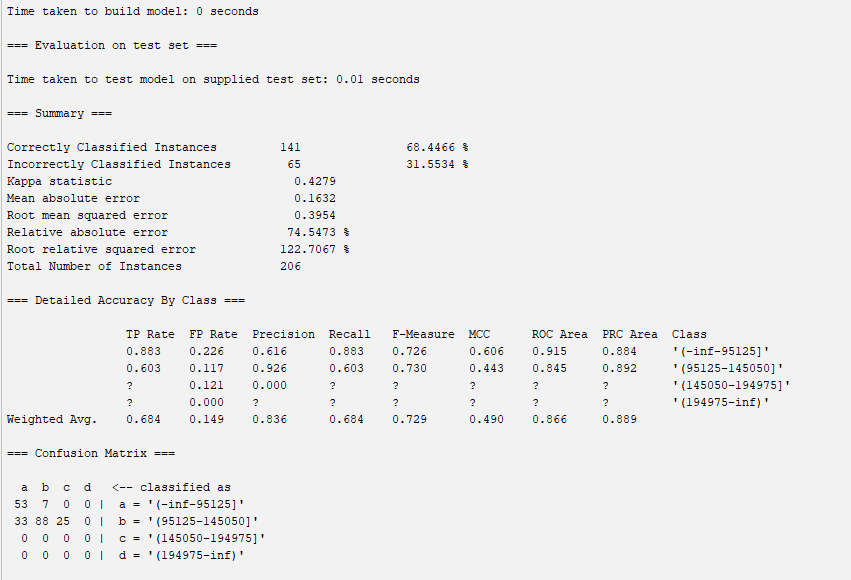 Time taken to build model: 0 seconds
=== Evaluation on test set ===
Time taken to test model on supplied test set: 0.01 seconds
=== Summary ===
Correctly Classified Instances 141 68.4466 %
Incorrectly Classified Instances 65 31.5534 %
Kappa statistic 0.4279
Mean absolute error 0.1632
Root mean squared error 0.3954
Relative absolute error 74.5473 %
Root relative squared error 122.7067 %
Total Number of Instances 206
=== Detailed Accuracy By Class ===
TP Rate FP Rate Precision Recall F-Measure MCC ROC Area PRC Area Class
0.883 0.226 0.616 0.883 0.726 0.606 0.915 0.884 '(-inf-95125]'
0.603 0.117 0.926 0.603 0.730 0.443 0.845 0.892 '(95125-145050]'
? 0.121 0.000 ? ? ? ? ? '(145050-194975]'
? 0.000 ? ? ? ? ? ? '(194975-inf)'
Weighted Avg. 0.684 0.149 0.836 0.684 0.729 0.490 0.866 0.889
=== Confusion Matrix ===
a b c d <-- classified as
53 7 0 0 | a = '(-inf-95125]'
33 88 25 0 | b = '(95125-145050]'
0 0 0 0 | c = '(145050-194975]'
0 0 0 0 | d = '(194975-inf)'